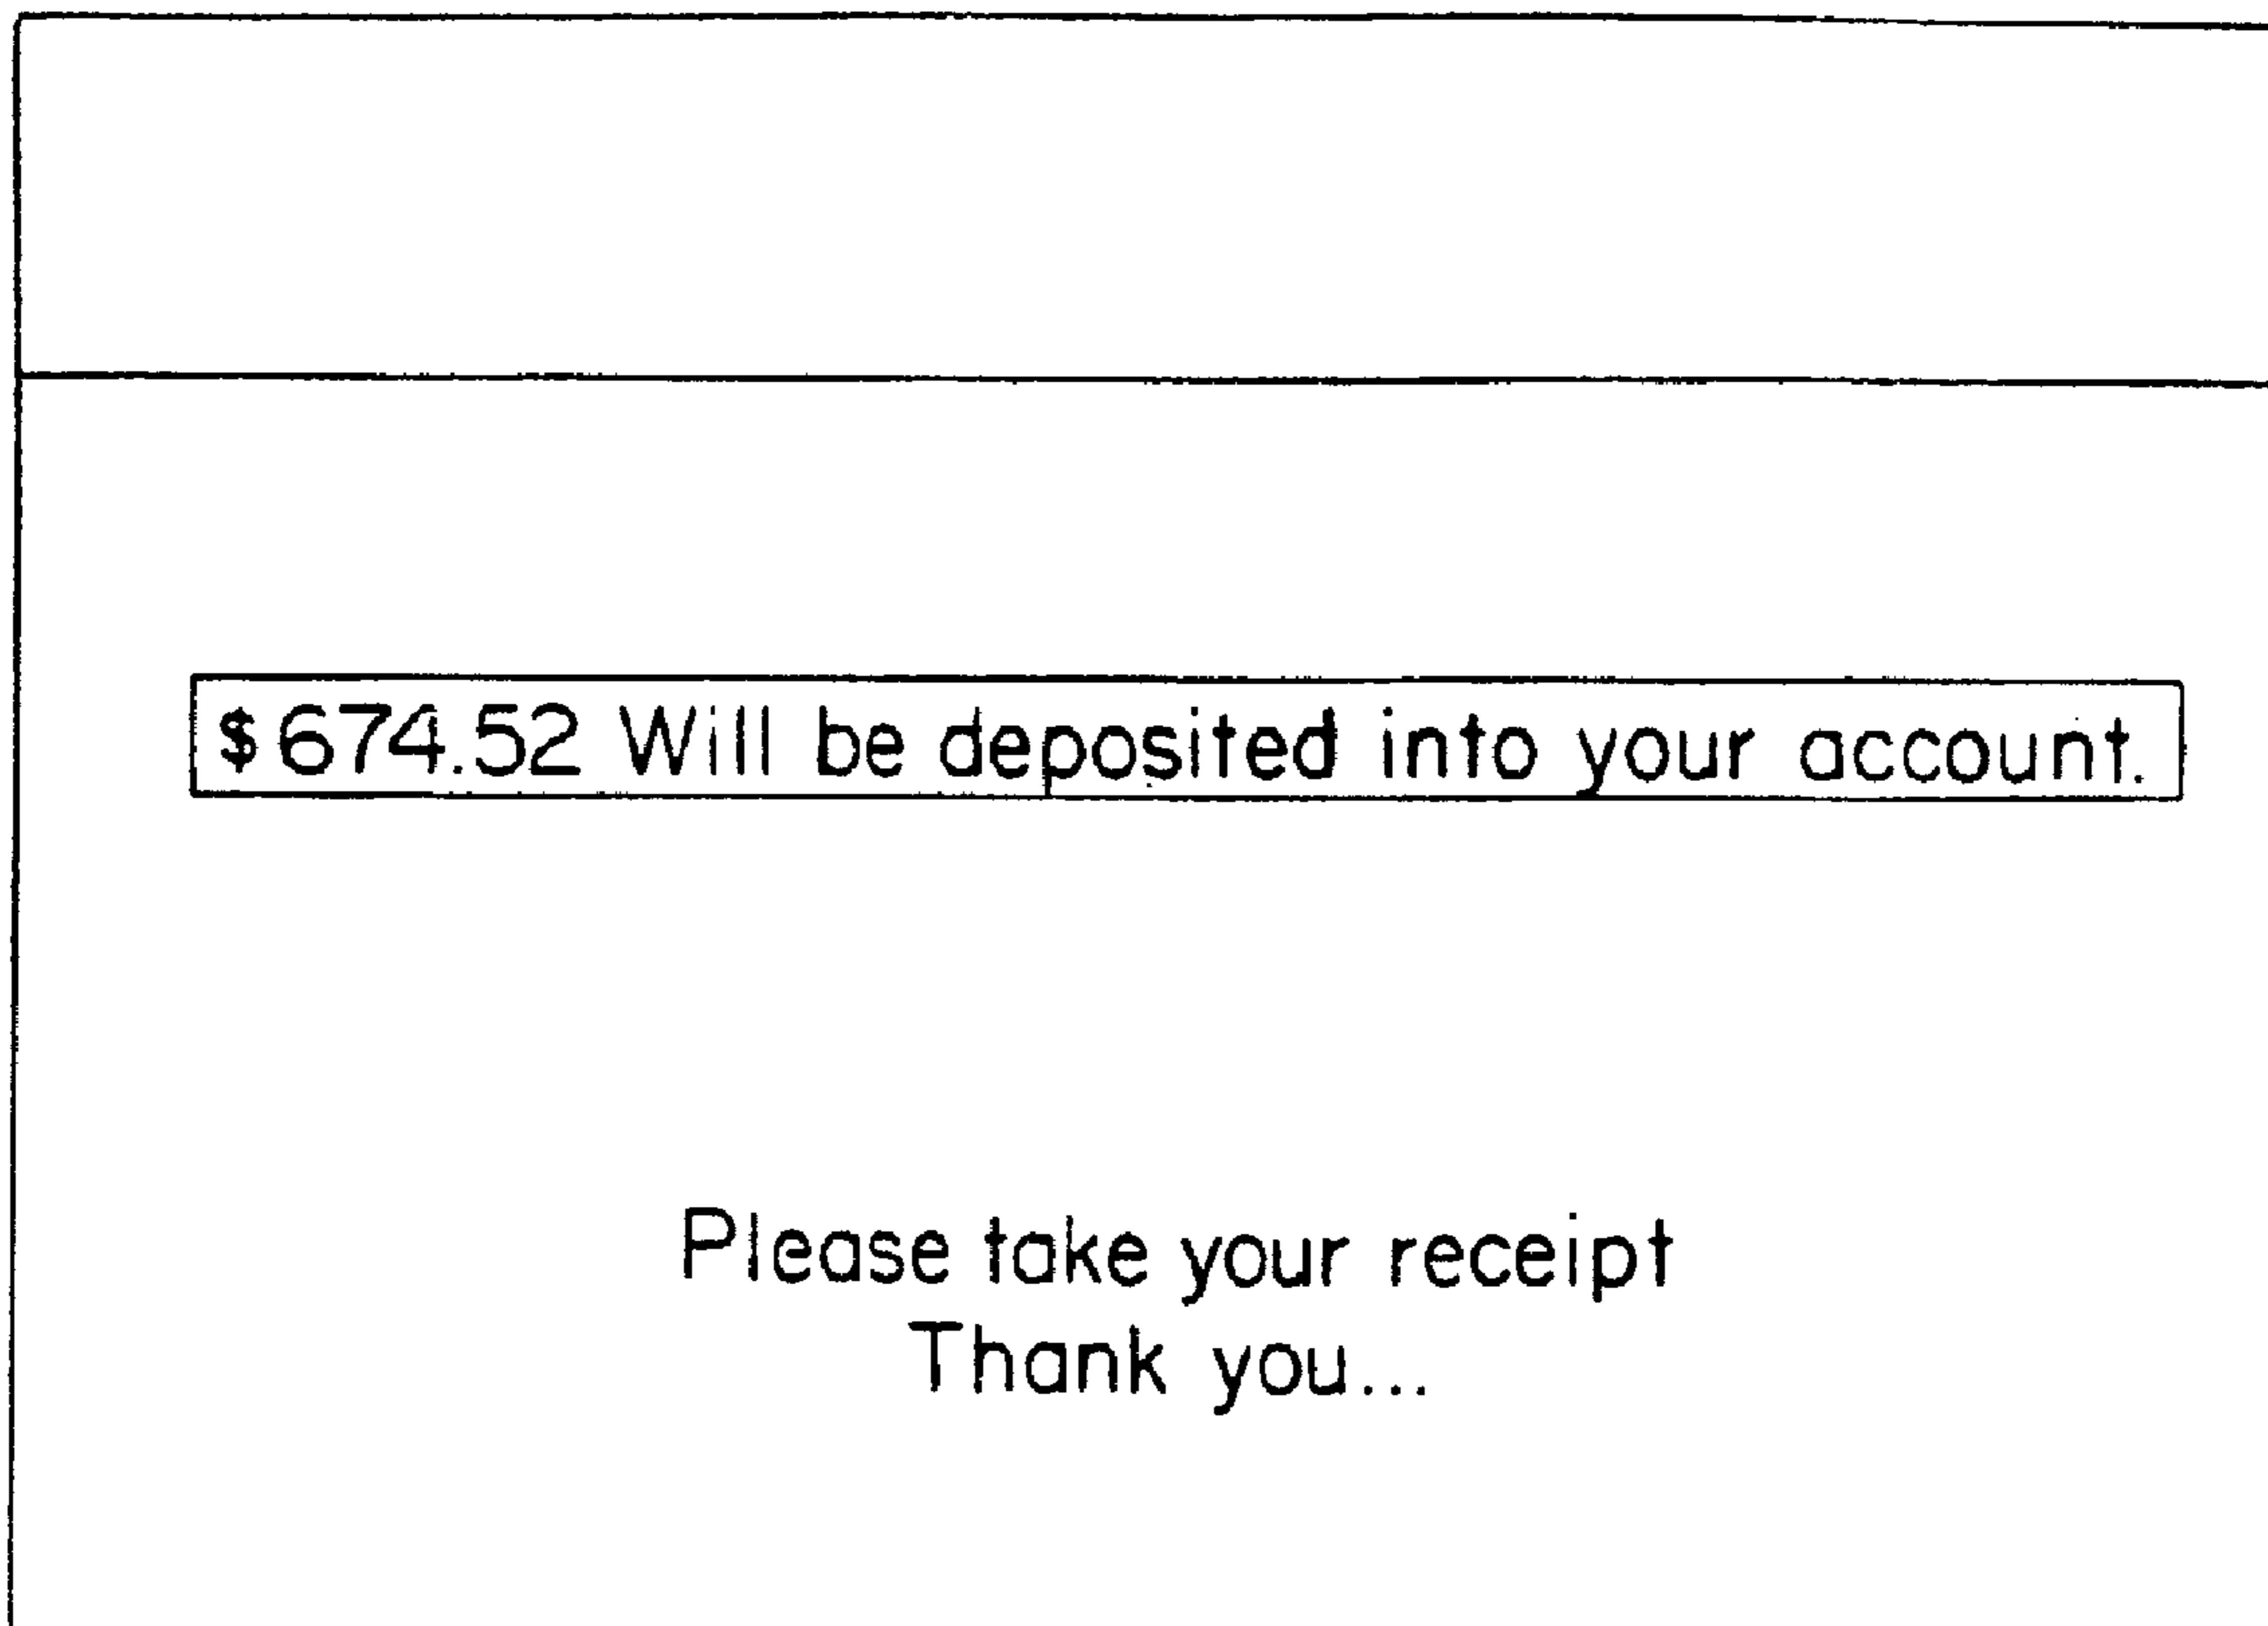 $674.52 Will be deposited into your account.
Please take your receipt
Thank you...